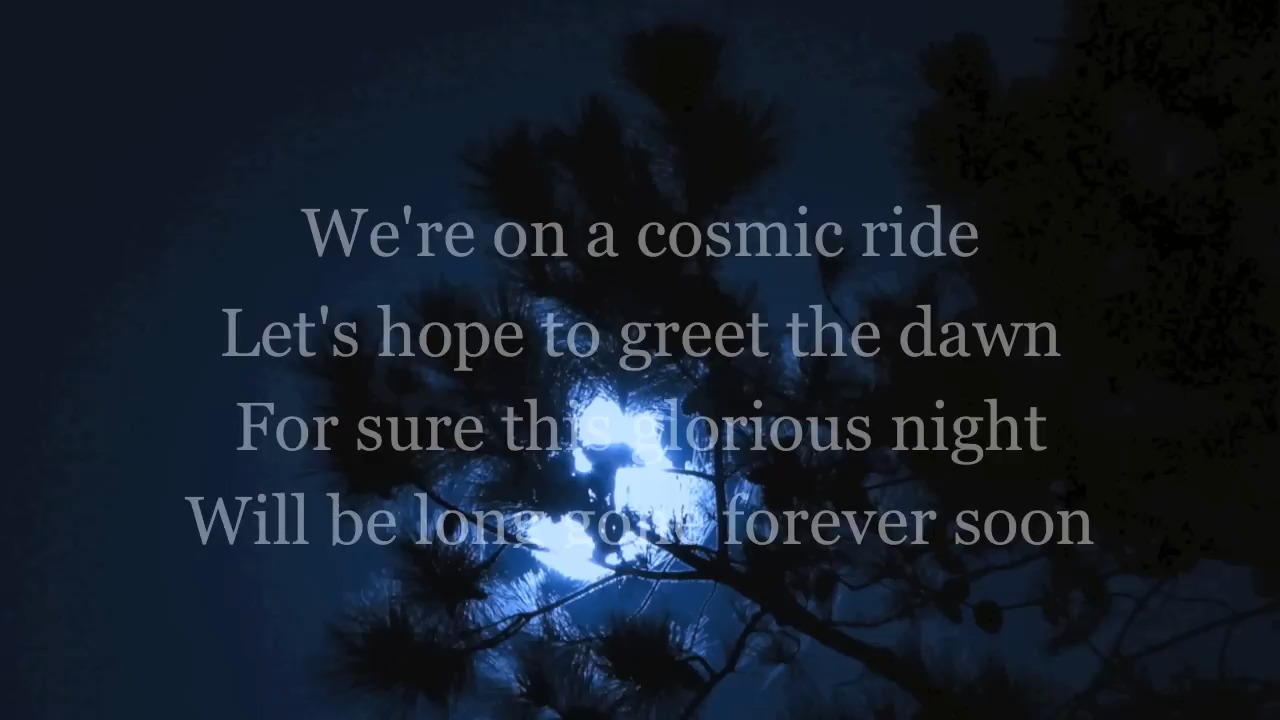 We're on a cosmic ride
Let's hope to greet the dawn
For sure this glorious night
Will be long gone forever soon